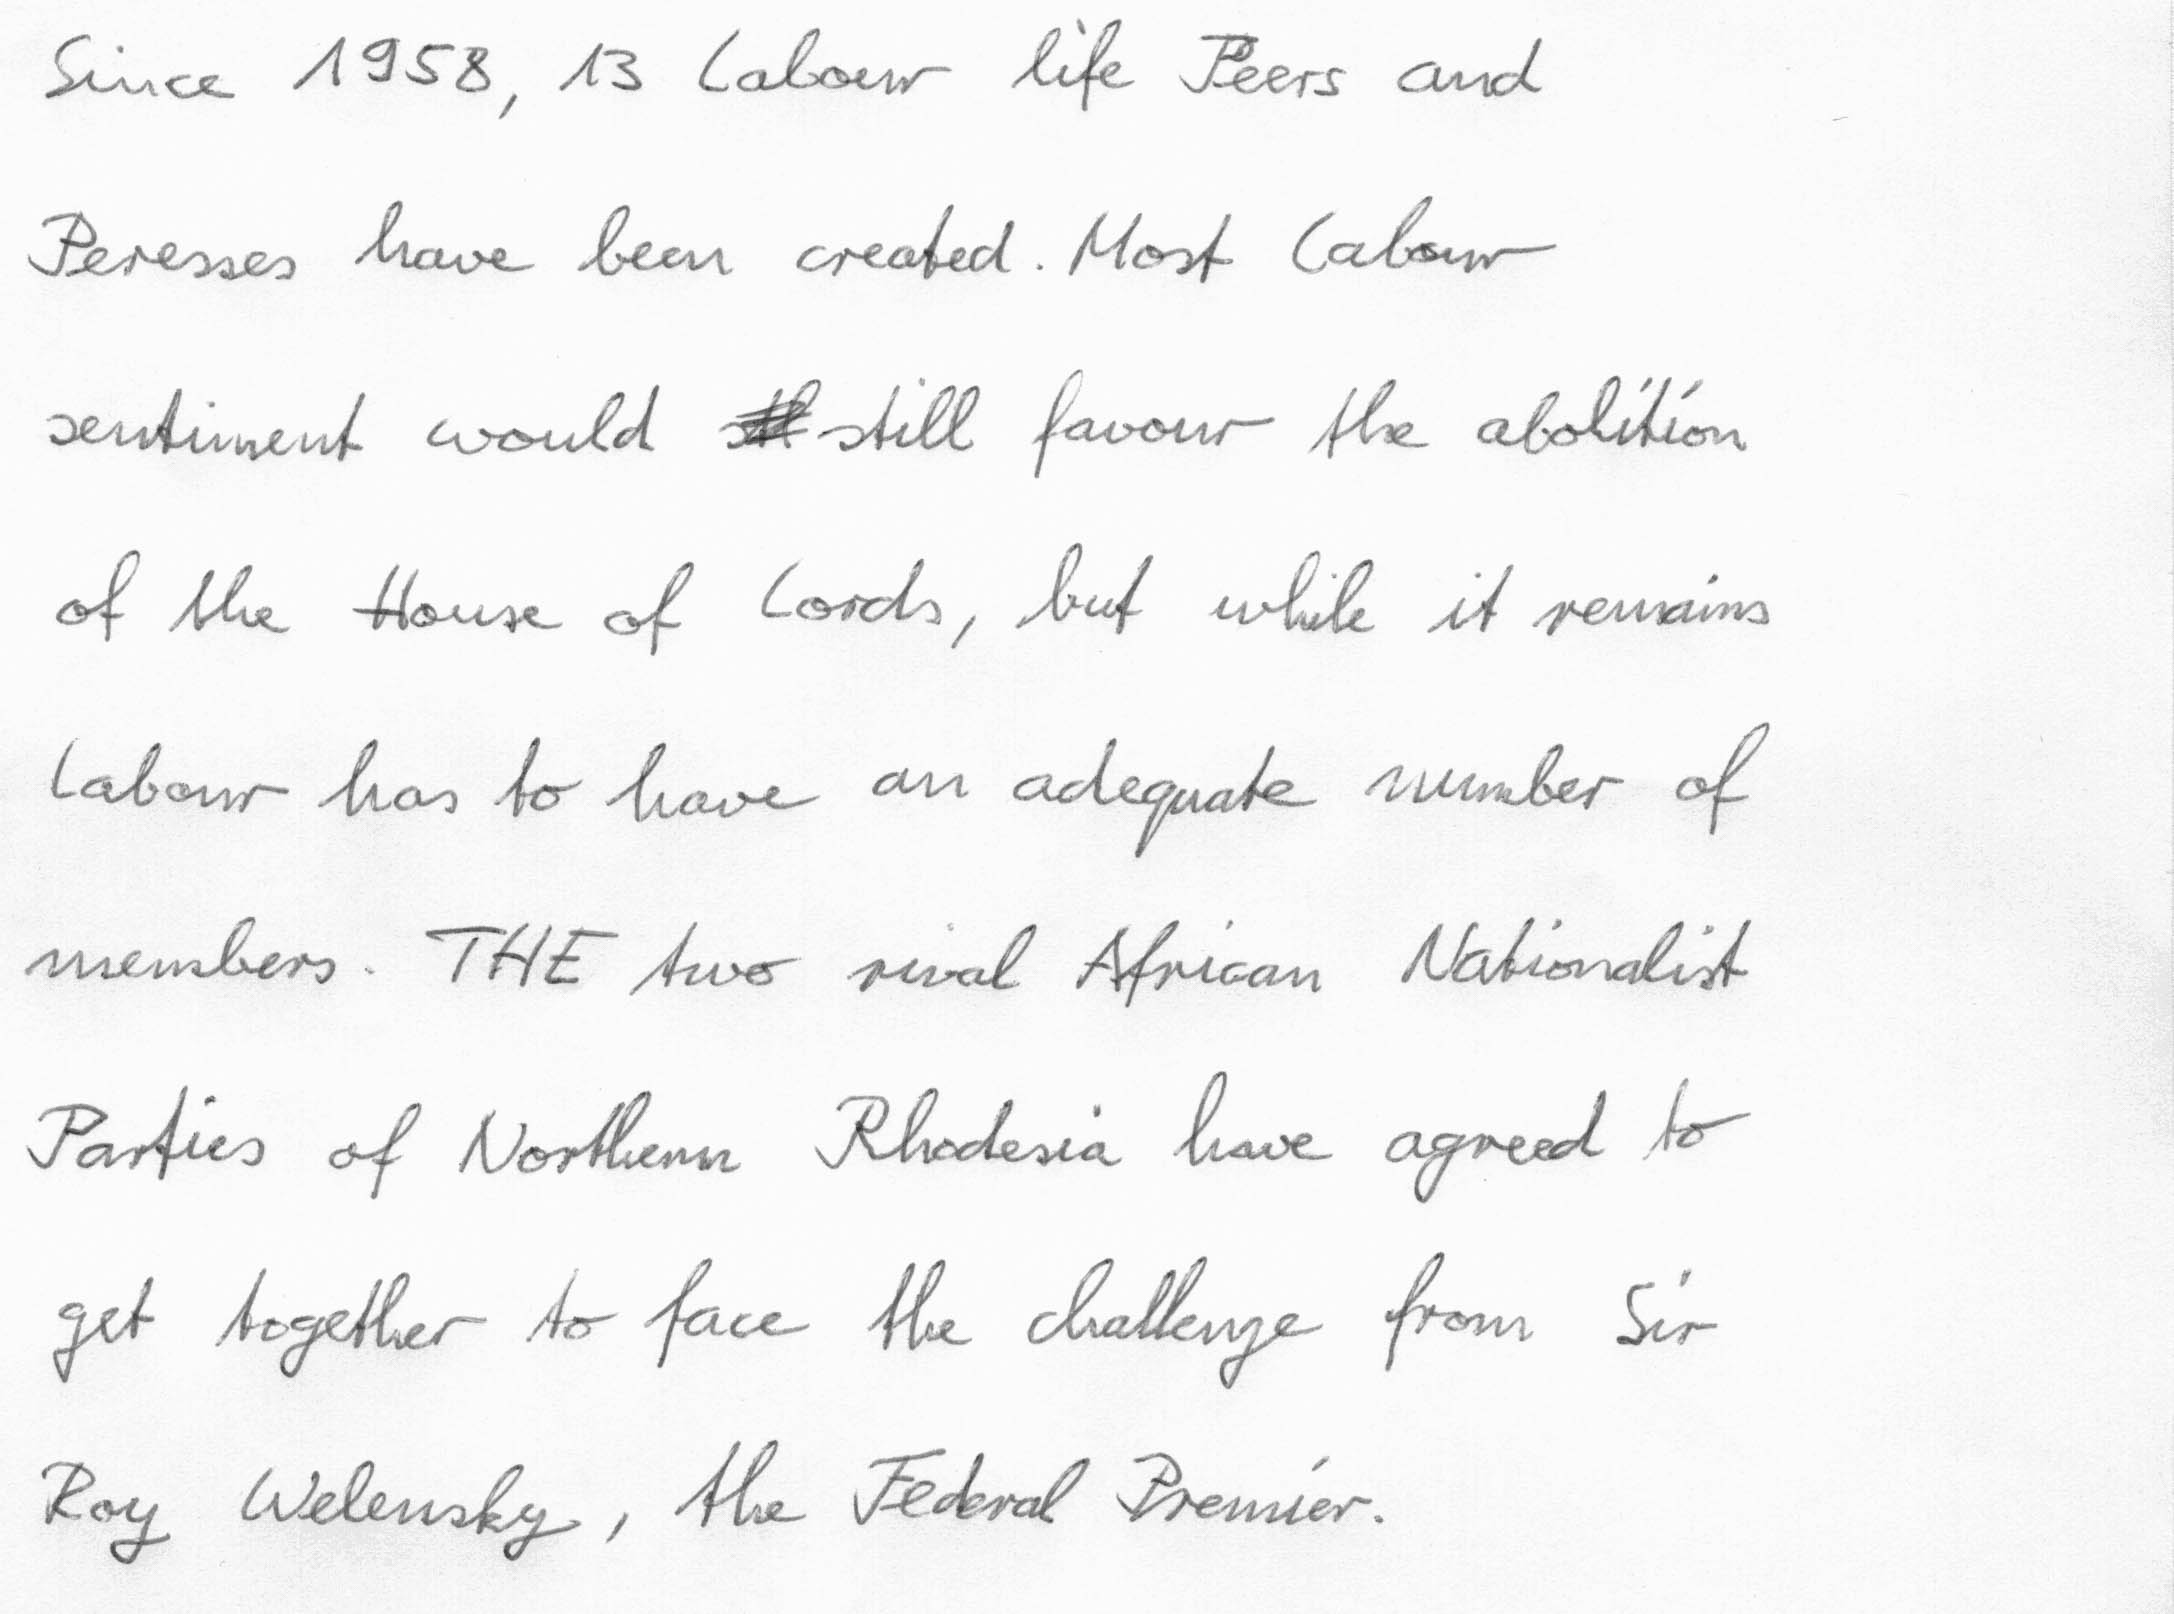 Since 1958, 13 Labour life Peers and
Peresses have been created. Most Labour
sentiment would still favour the abolition
of the House of Lords, but while it remains
Labour has to have an adequate number of
members. THE two rival African Nationalist
Parties of Northern Rhodesia have agreed to
get together to face the challenge from Sir
Roy Welensky, the Federal Premier.